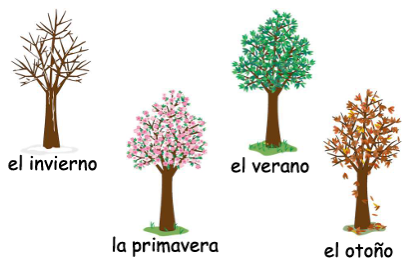 el invierno
la primavera
el verano
el otoño